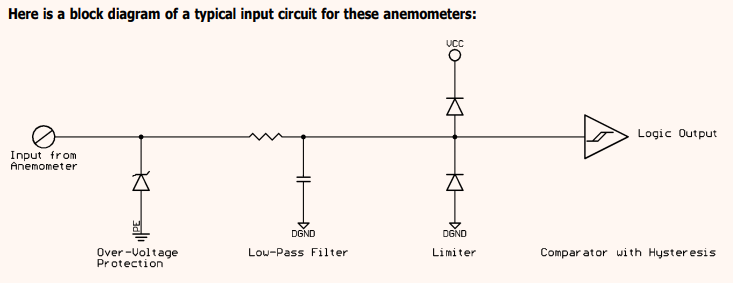 Here is a block diagram of a typical input circuit for these anemometers:
VCC
Logic Output
Input from
Anemometer
PE
DGND
DGND
Over-Voltage
Protection
Low-Pass Filter
Limiter
Comparator with Hysteresis